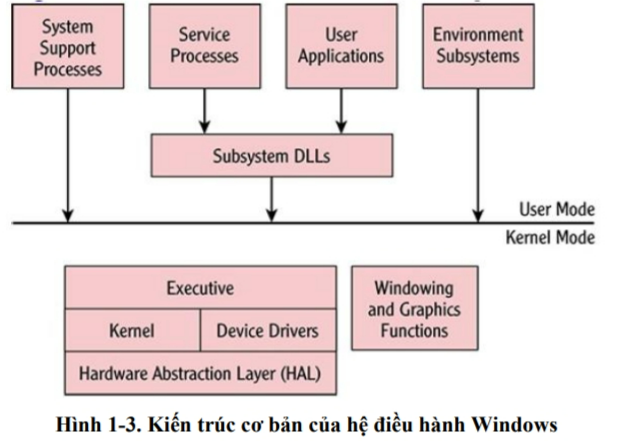 System
Support
Processes
Service
Processes
User
Applications
Environment
Subsystems
Subsystem DLLs
User Mode
Kernel Mode
Executive
Kernel
Device Drivers
Hardware Abstraction Layer (HAL)
Windowing
and Graphics
Functions
Hình 1-3. Kiến trúc cơ bản của hệ điều hành Windows